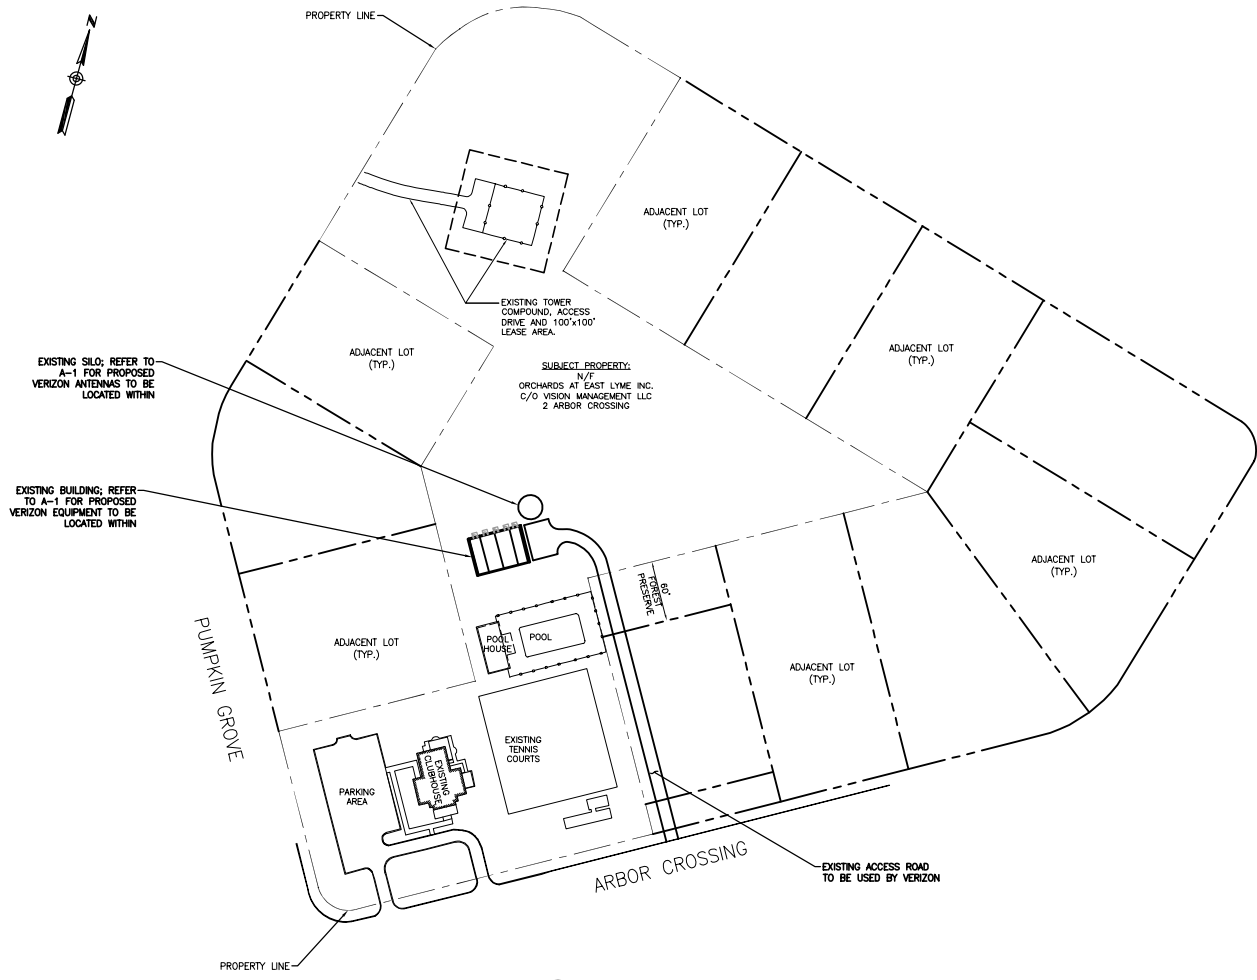 PROPERTY LINE
N
ADJACENT LOT
(TYP.)
EXISTING TOWER
COMPOUND, ACCESS
DRIVE AND 100'x100'
LEASE AREA.
EXISTING SILO; REFER TO
A-1 FOR PROPOSED
VERIZON ANTENNAS TO BE
LOCATED WITHIN
ADJACENT LOT
(TYP.)
SUBJECT PROPERTY:
N/F
ORCHARDS AT EAST LYME INC.
C/O VISION MANAGEMENT LLC
2 ARBOR CROSSING
ADJACENT LOT
(TYP.)
EXISTING BUILDING; REFER
TO A-1 FOR PROPOSED
VERIZON EQUIPMENT TO BE
LOCATED WITHIN
ADJACENT LOT
(TYP.)
60'
FOREST
PRESERVE
PUMPKIN GROVE
ADJACENT LOT
(TYP.)
POOL
HOUSE
POOL
ADJACENT LOT
(TYP.)
EXISTING
TENNIS
COURTS
PARKING
AREA
EXISTING
CLUBHOUSE
ARBOR CROSSING
EXISTING ACCESS ROAD
TO BE USED BY VERIZON
PROPERTY LINE